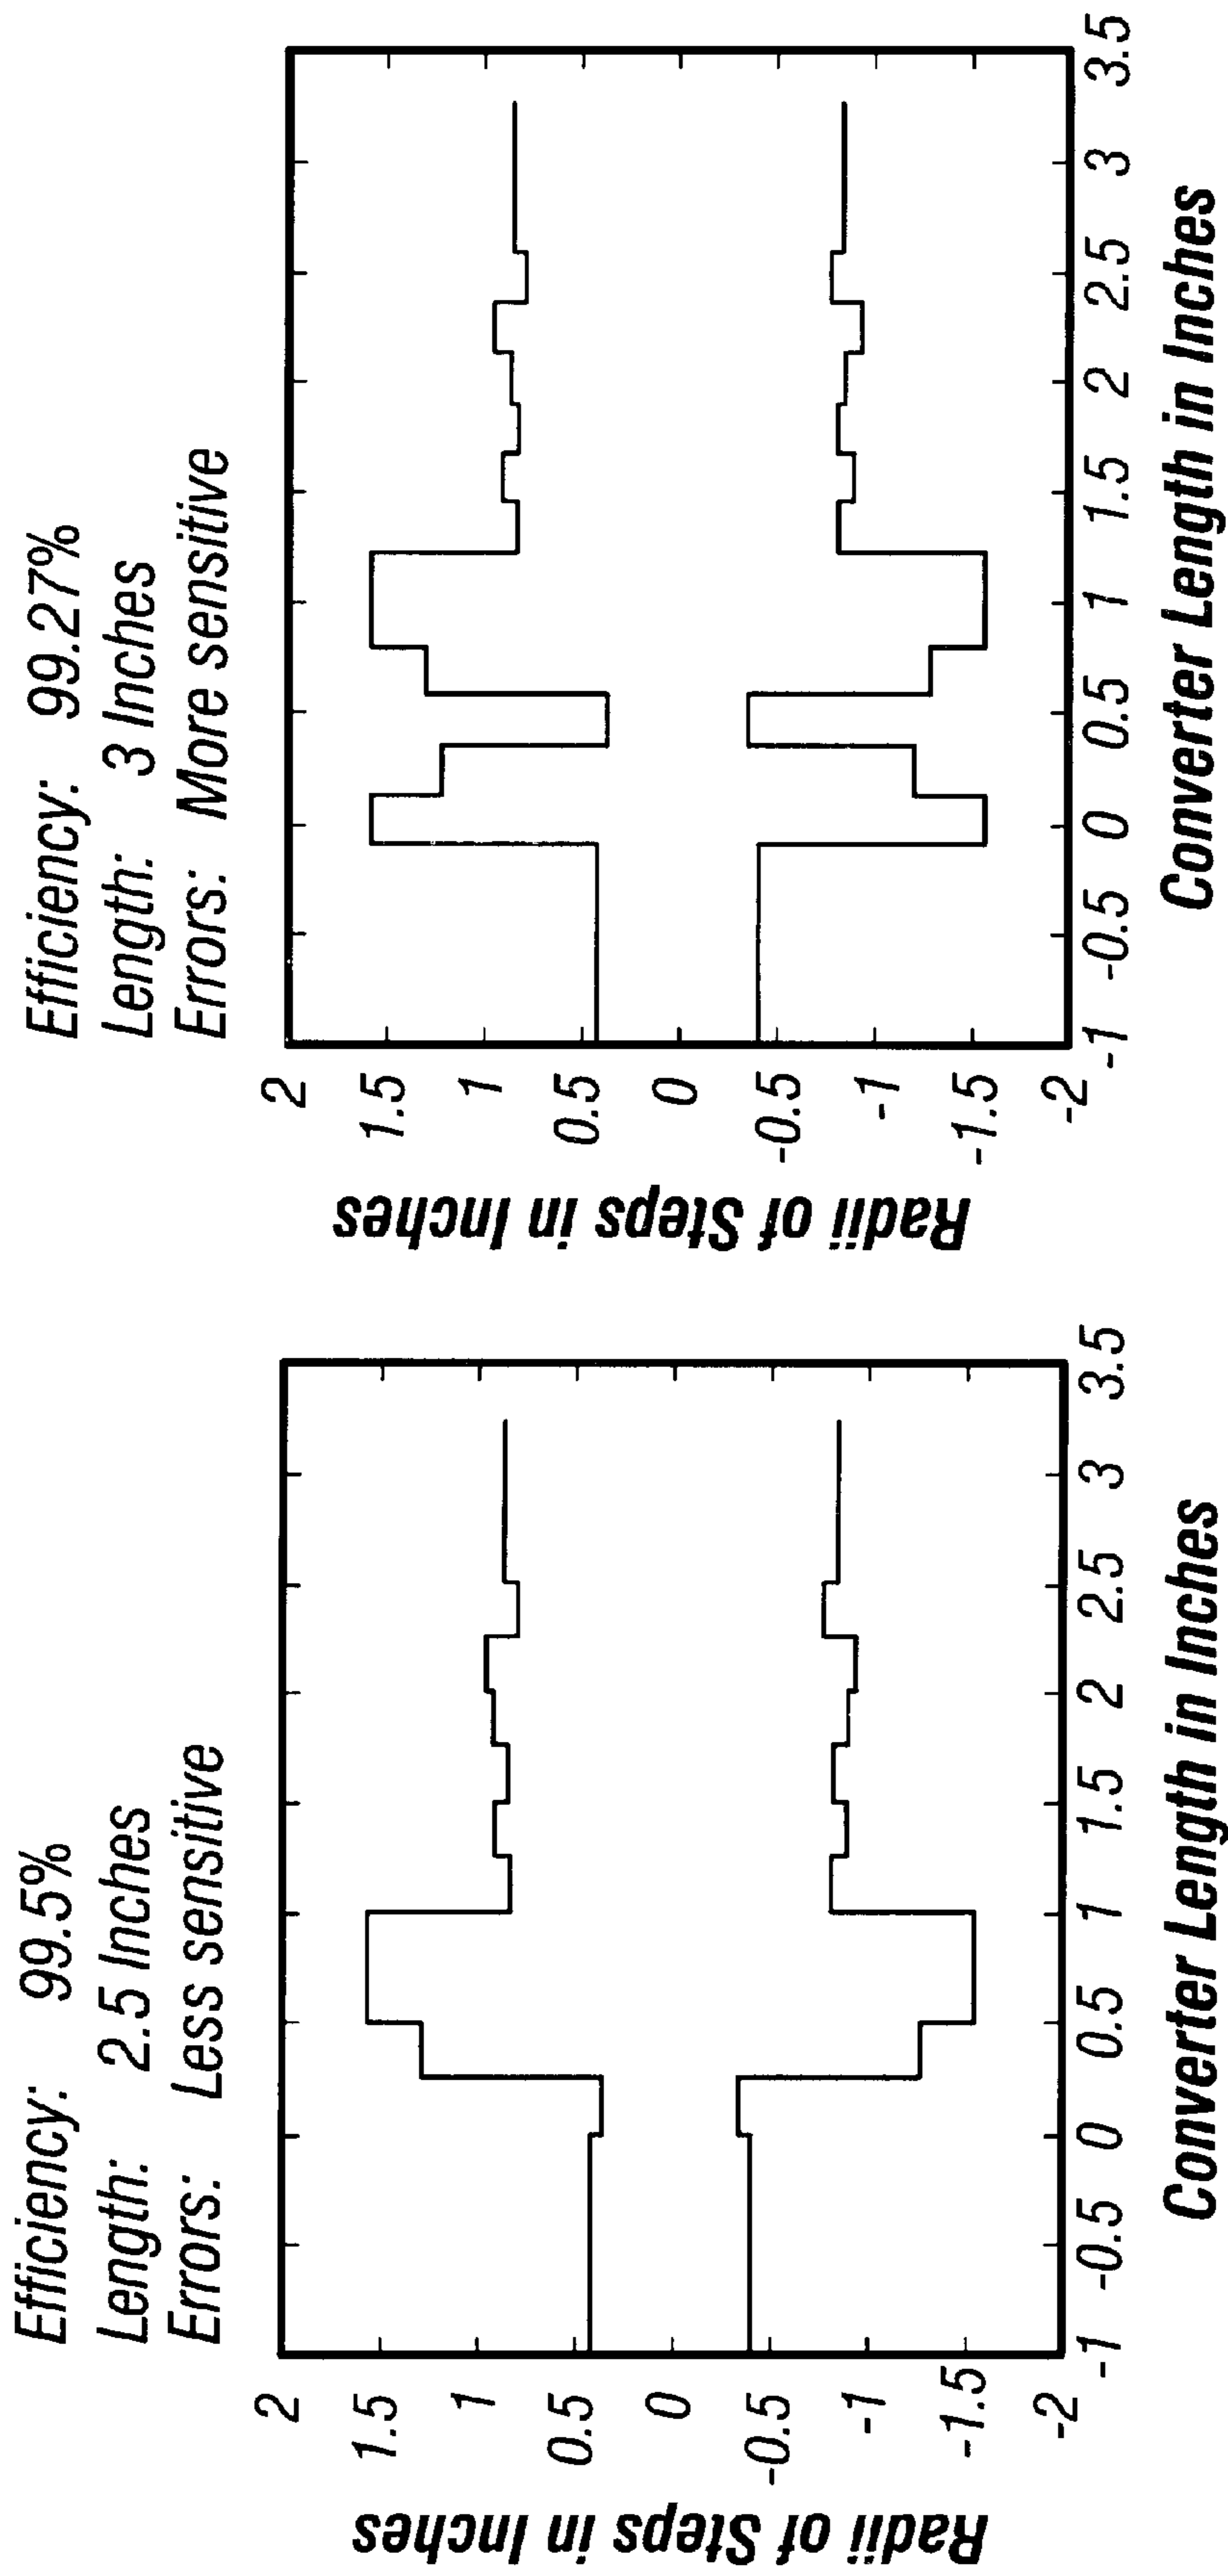 Efficiency: 99.5%
Length: 2.5 Inches
Errors: Less sensitive
Radii of Steps in Inches
2
1.5
1
0.5
0
-0.5
-1
-1.5
-2
-1 -0.5 0 0.5 1 1.5 2 2.5 3 3.5
Converter Length in Inches
Efficiency: 99.27%
Length: 3 Inches
Errors: More sensitive
Radii of Steps in Inches
2
1.5
1
0.5
0
-0.5
-1
-1.5
-2
-1 -0.5 0 0.5 1 1.5 2 2.5 3 3.5
Converter Length in Inches